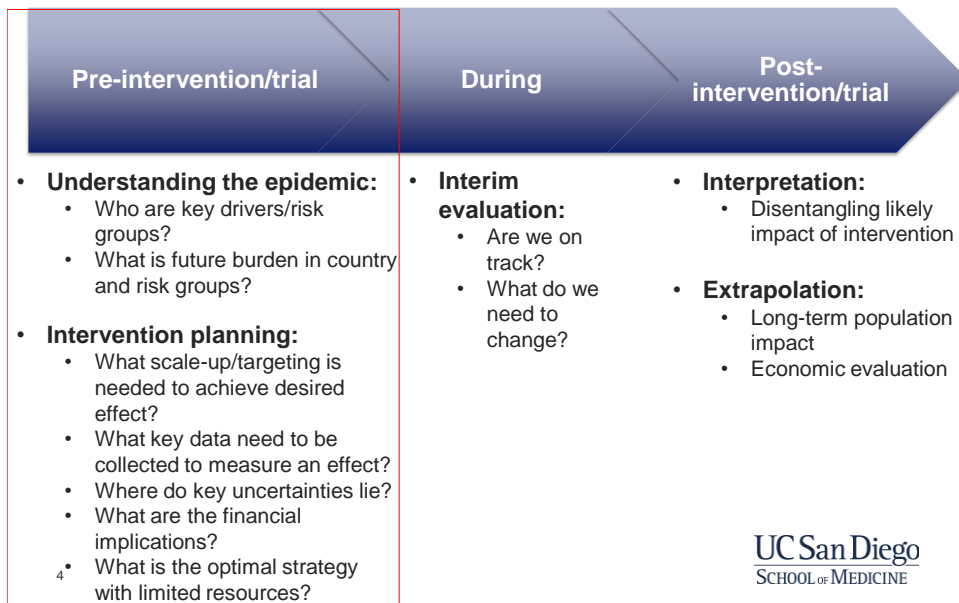 Pre-intervention/trial
During
Post-
intervention/trial
• Understanding the epidemic:
• Who are key drivers/risk
groups?
• What is future burden in country
and risk groups?
• Intervention planning:
• What scale-up/targeting is
needed to achieve desired
effect?
• What key data need to be
collected to measure an effect?
• Where do key uncertainties lie?
• What are the financial
implications?
• What is the optimal strategy
with limited resources?
• Interim
evaluation:
• Are we on
track?
• What do we
need to
change?
• Interpretation:
• Disentangling likely
impact of intervention
• Extrapolation:
• Long-term population
impact
• Economic evaluation
4
UC San Diego
SCHOOL OF MEDICINE